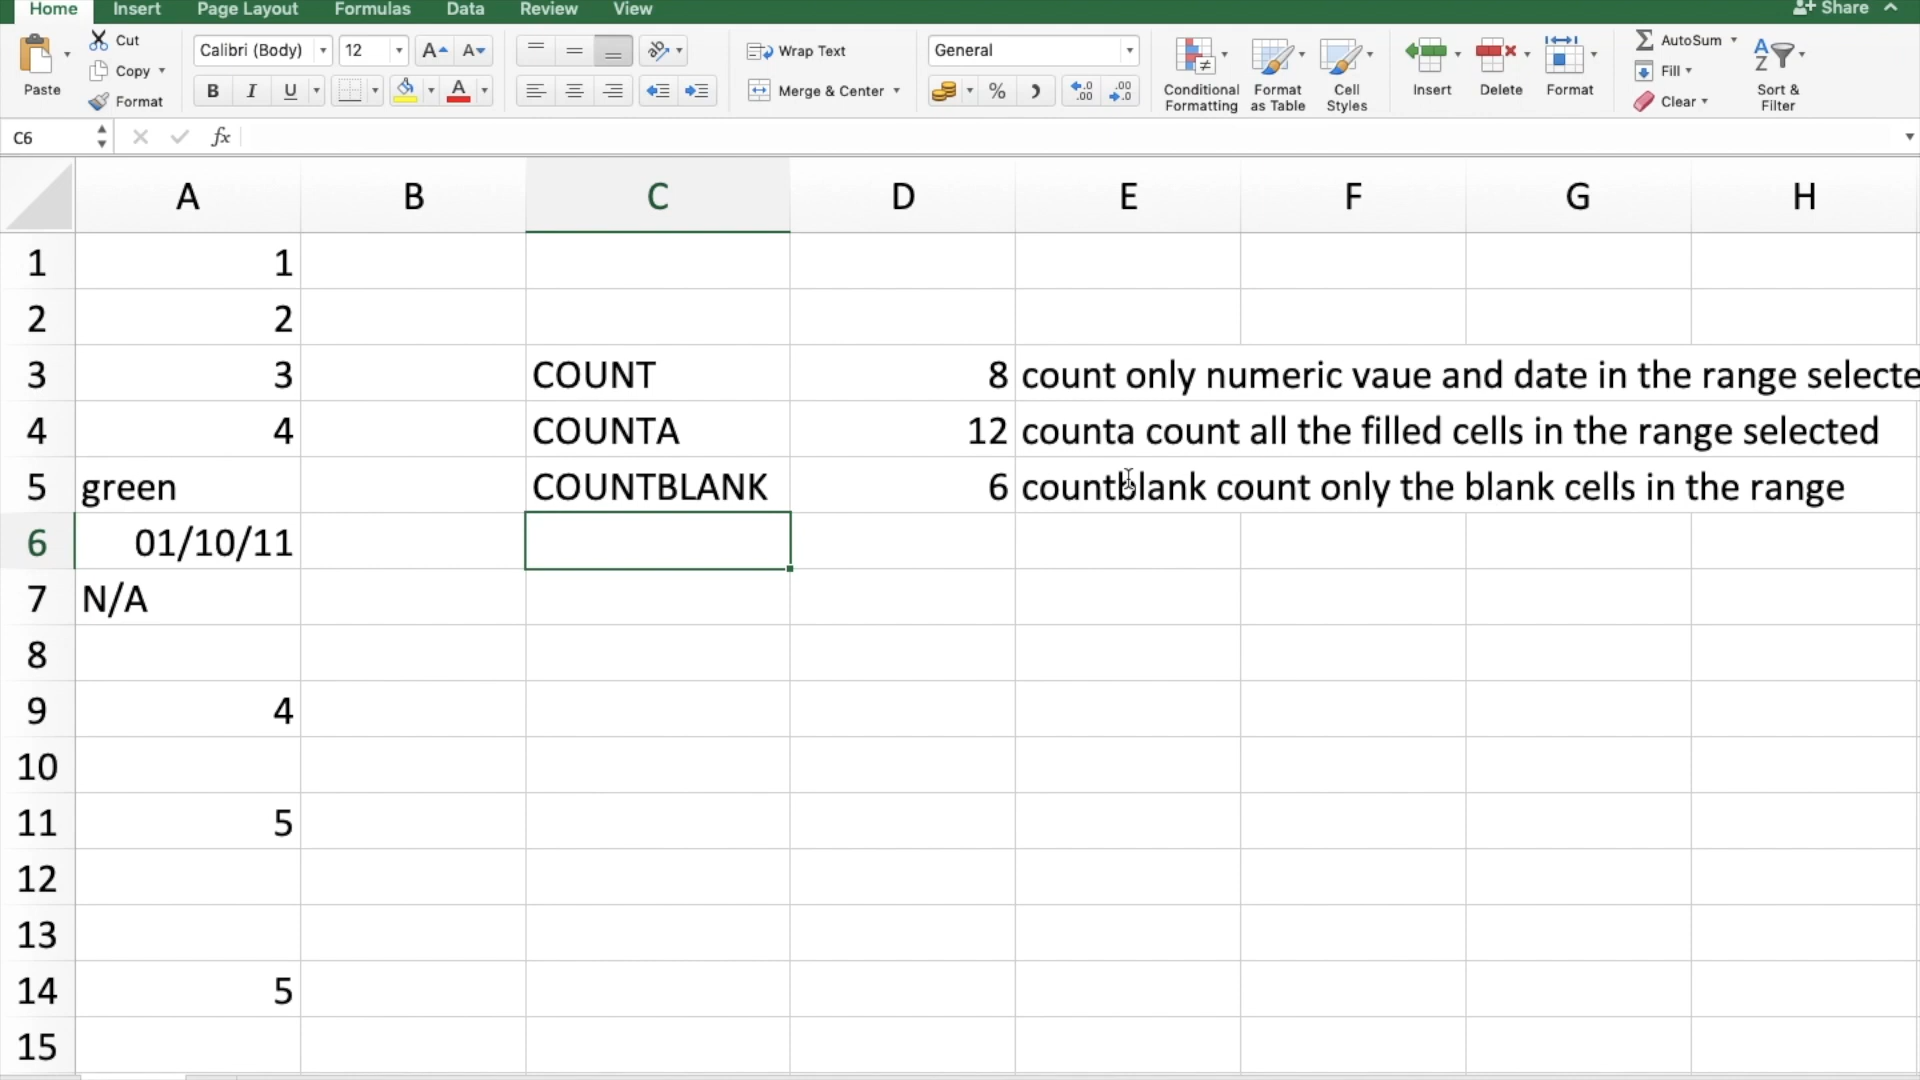 Home Insert Page Layout Formulas Data Review View Share
Cut
Copy
Format
Paste
Calibri (Body) 12 A A
B I U A
Wrap Text
Merge & Center
General
%
Conditional Formatting
Format as Table
Cell Styles
Insert
Delete
Format
AutoSum
Fill
Clear
Sort & Filter
C6 fx
A B C D E F G H
1 1
2 2
3 3 COUNT 8 count only numeric vaue and date in the range selecte
4 4 COUNTA 12 counta count all the filled cells in the range selected
5 green COUNTBLANK 6 countblank count only the blank cells in the range
6 01/10/11
7 N/A
8
9 4
10
11 5
12
13
14 5
15